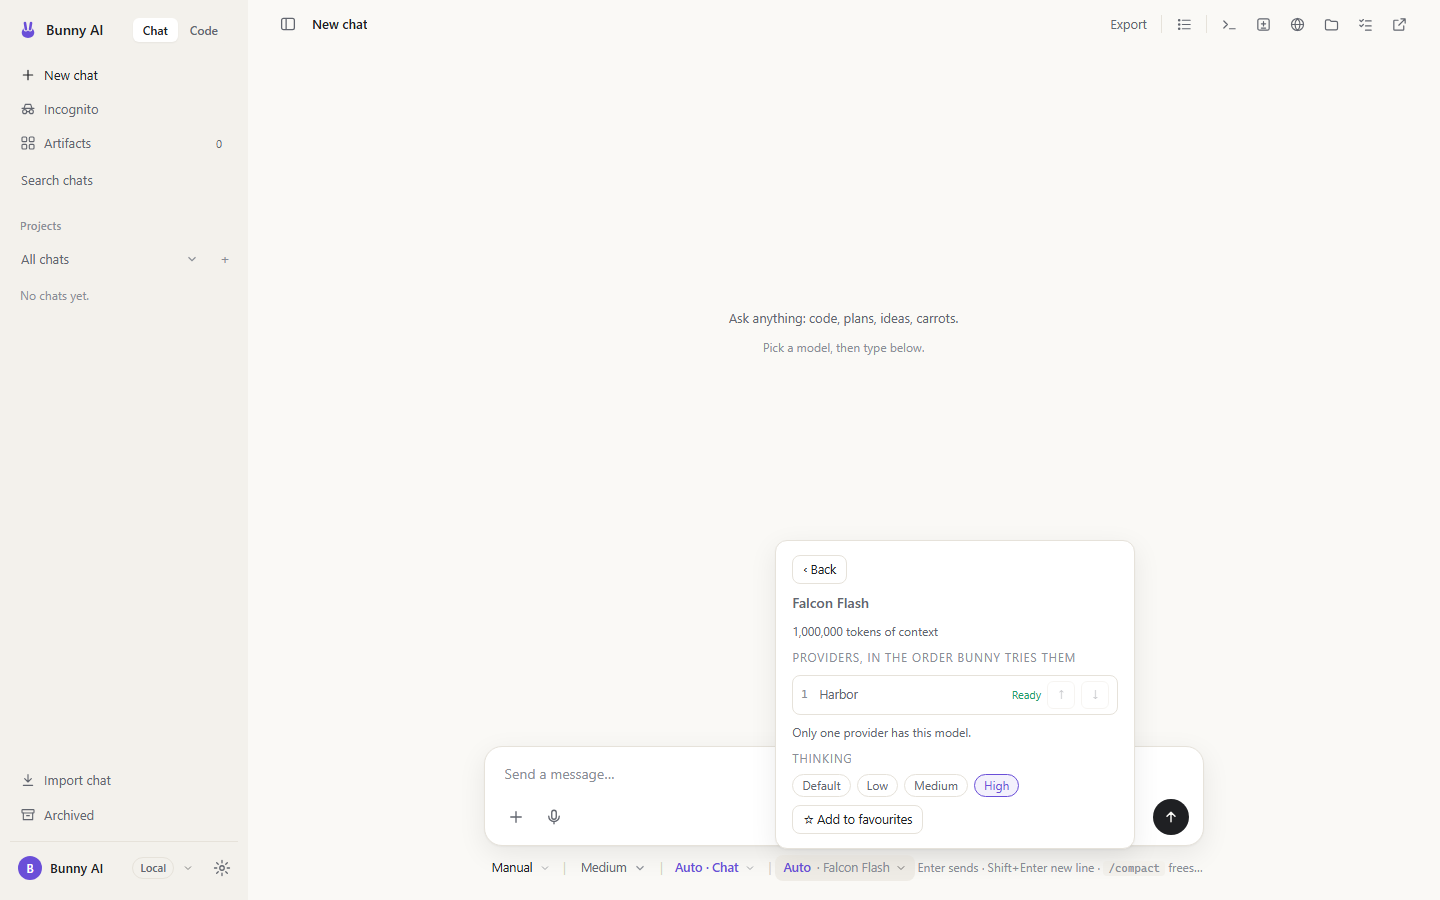 Bunny AI
Chat
Code
New chat
Incognito
Artifacts
0
Search chats
Projects
All chats
+
No chats yet.
Import chat
Archived
B
Bunny AI
Local
New chat
Export
Ask anything: code, plans, ideas, carrots.
Pick a model, then type below.
‹ Back
Falcon Flash
1,000,000 tokens of context
PROVIDERS, IN THE ORDER BUNNY TRIES THEM
1 Harbor Ready ↑ ↓
Only one provider has this model.
THINKING
Default Low Medium High
☆ Add to favourites
Send a message...
Manual | Medium | Auto · Chat | Auto · Falcon Flash Enter sends · Shift+Enter new line · /compact frees...